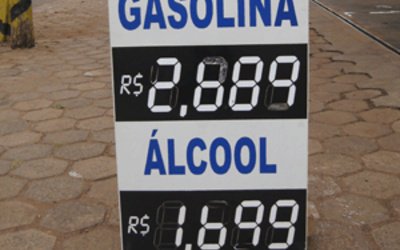 GASOLINA
R$ 2,689
ÁLCOOL
R$ 1,699